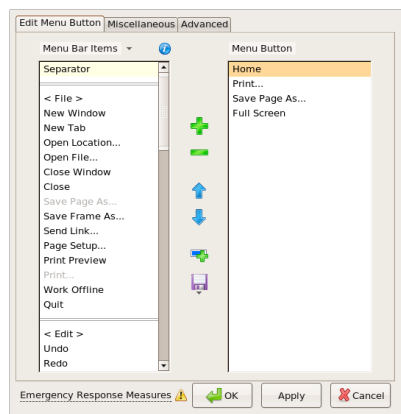 Edit Menu Button Miscellaneous Advanced
Menu Bar Items
Separator
< File >
New Window
New Tab
Open Location...
Open File...
Close Window
Close
Save Page As...
Save Frame As...
Send Link...
Page Setup...
Print Preview
Print...
Work Offline
Quit
< Edit >
Undo
Redo
Menu Button
Home
Print...
Save Page As...
Full Screen
Emergency Response Measures OK Apply Cancel